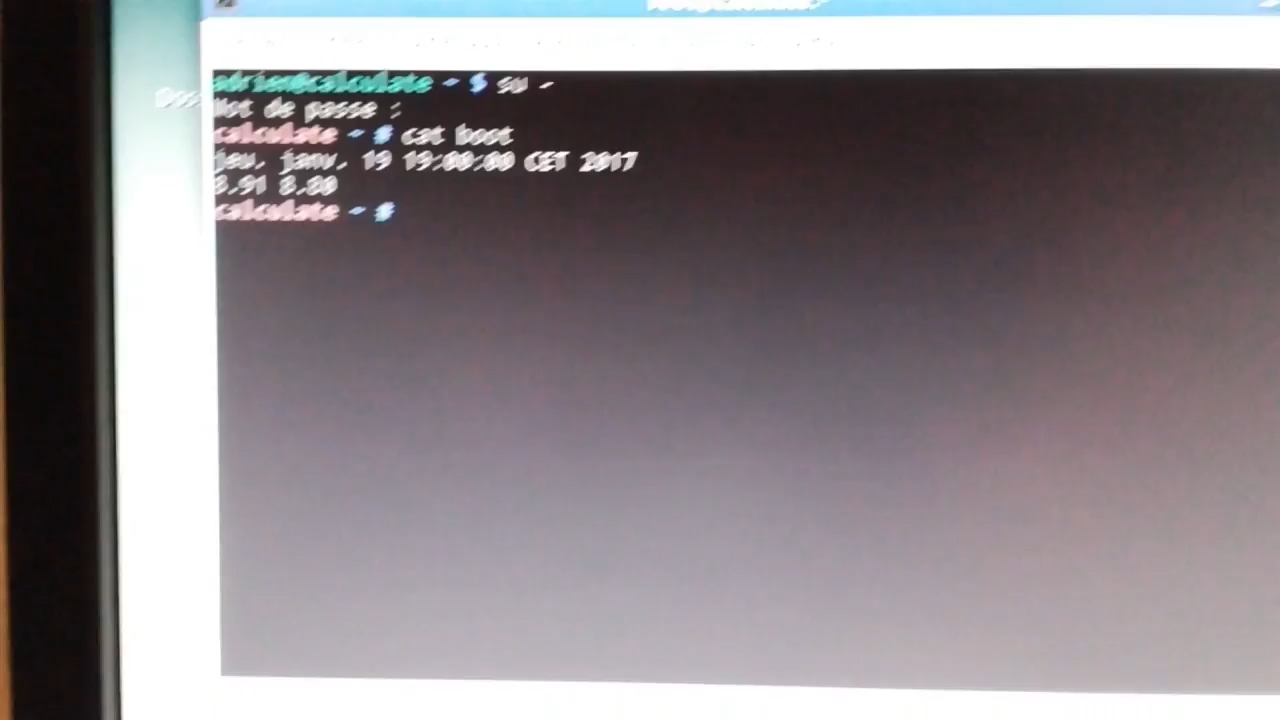 adrien@calculate ~ $ su -
Mot de passe :
calculate ~ # cat boot
jeu. janv. 19 19:00:00 CET 2017
8.91 8.80
calculate ~ #